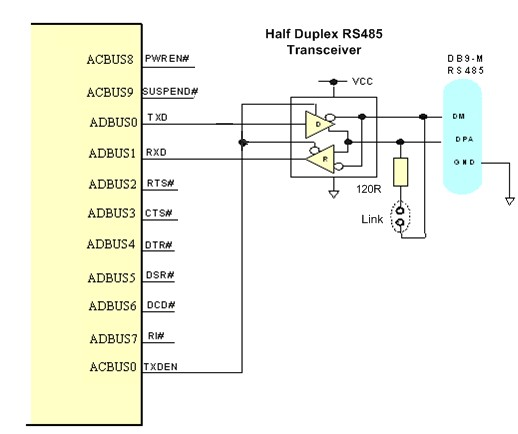 Half Duplex RS485
Transceiver
DB9-M
RS485
VCC
ACBUS8 PWREN#
ACBUS9 SUSPEND#
ADBUS0 TXD
D
DM
DPA
ADBUS1 RXD
R
GND
ADBUS2 RTS#
120R
ADBUS3 CTS#
Link
ADBUS4 DTR#
ADBUS5 DSR#
ADBUS6 DCD#
ADBUS7 RI#
ACBUS0 TXDEN